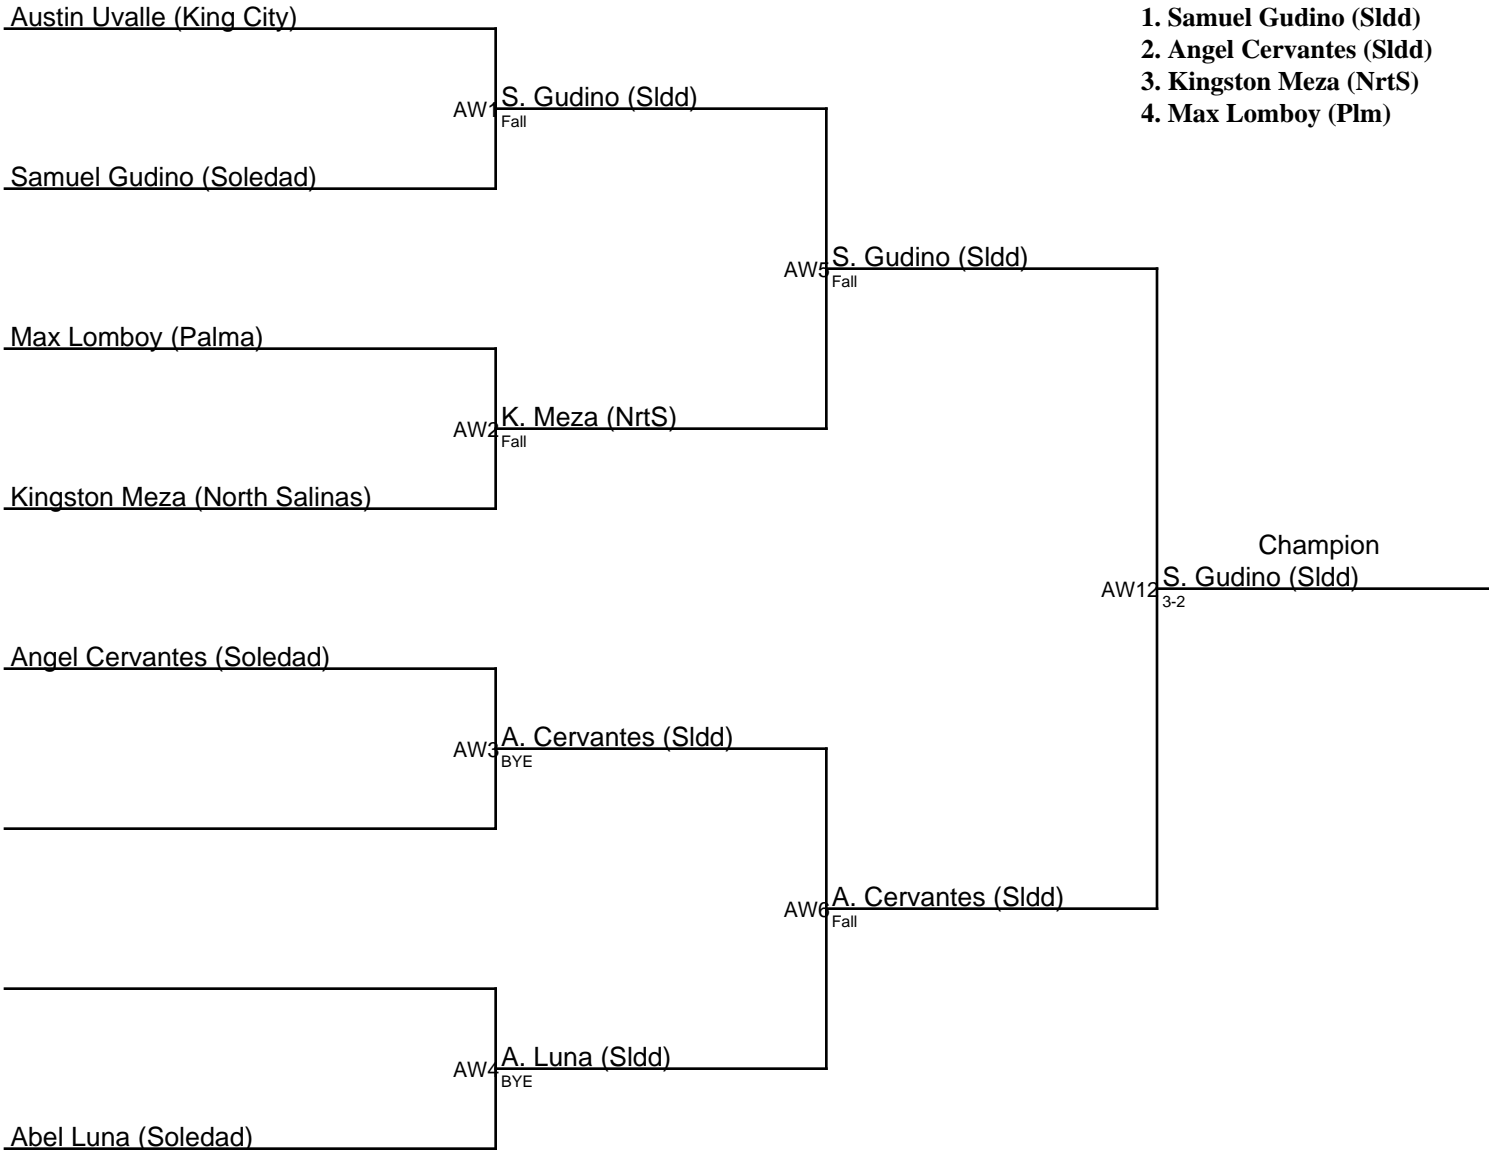 Austin Uvalle (King City)
1. Samuel Gudino (Sldd)
2. Angel Cervantes (Sldd)
3. Kingston Meza (NrtS)
4. Max Lomboy (Plm)
AW1
S. Gudino (Sldd)
Fall
Samuel Gudino (Soledad)
AW5
S. Gudino (Sldd)
Fall
Max Lomboy (Palma)
AW2
K. Meza (NrtS)
Fall
Kingston Meza (North Salinas)
Champion
AW12
S. Gudino (Sldd)
3-2
Angel Cervantes (Soledad)
AW3
A. Cervantes (Sldd)
BYE
AW6
A. Cervantes (Sldd)
Fall
AW4
A. Luna (Sldd)
BYE
Abel Luna (Soledad)